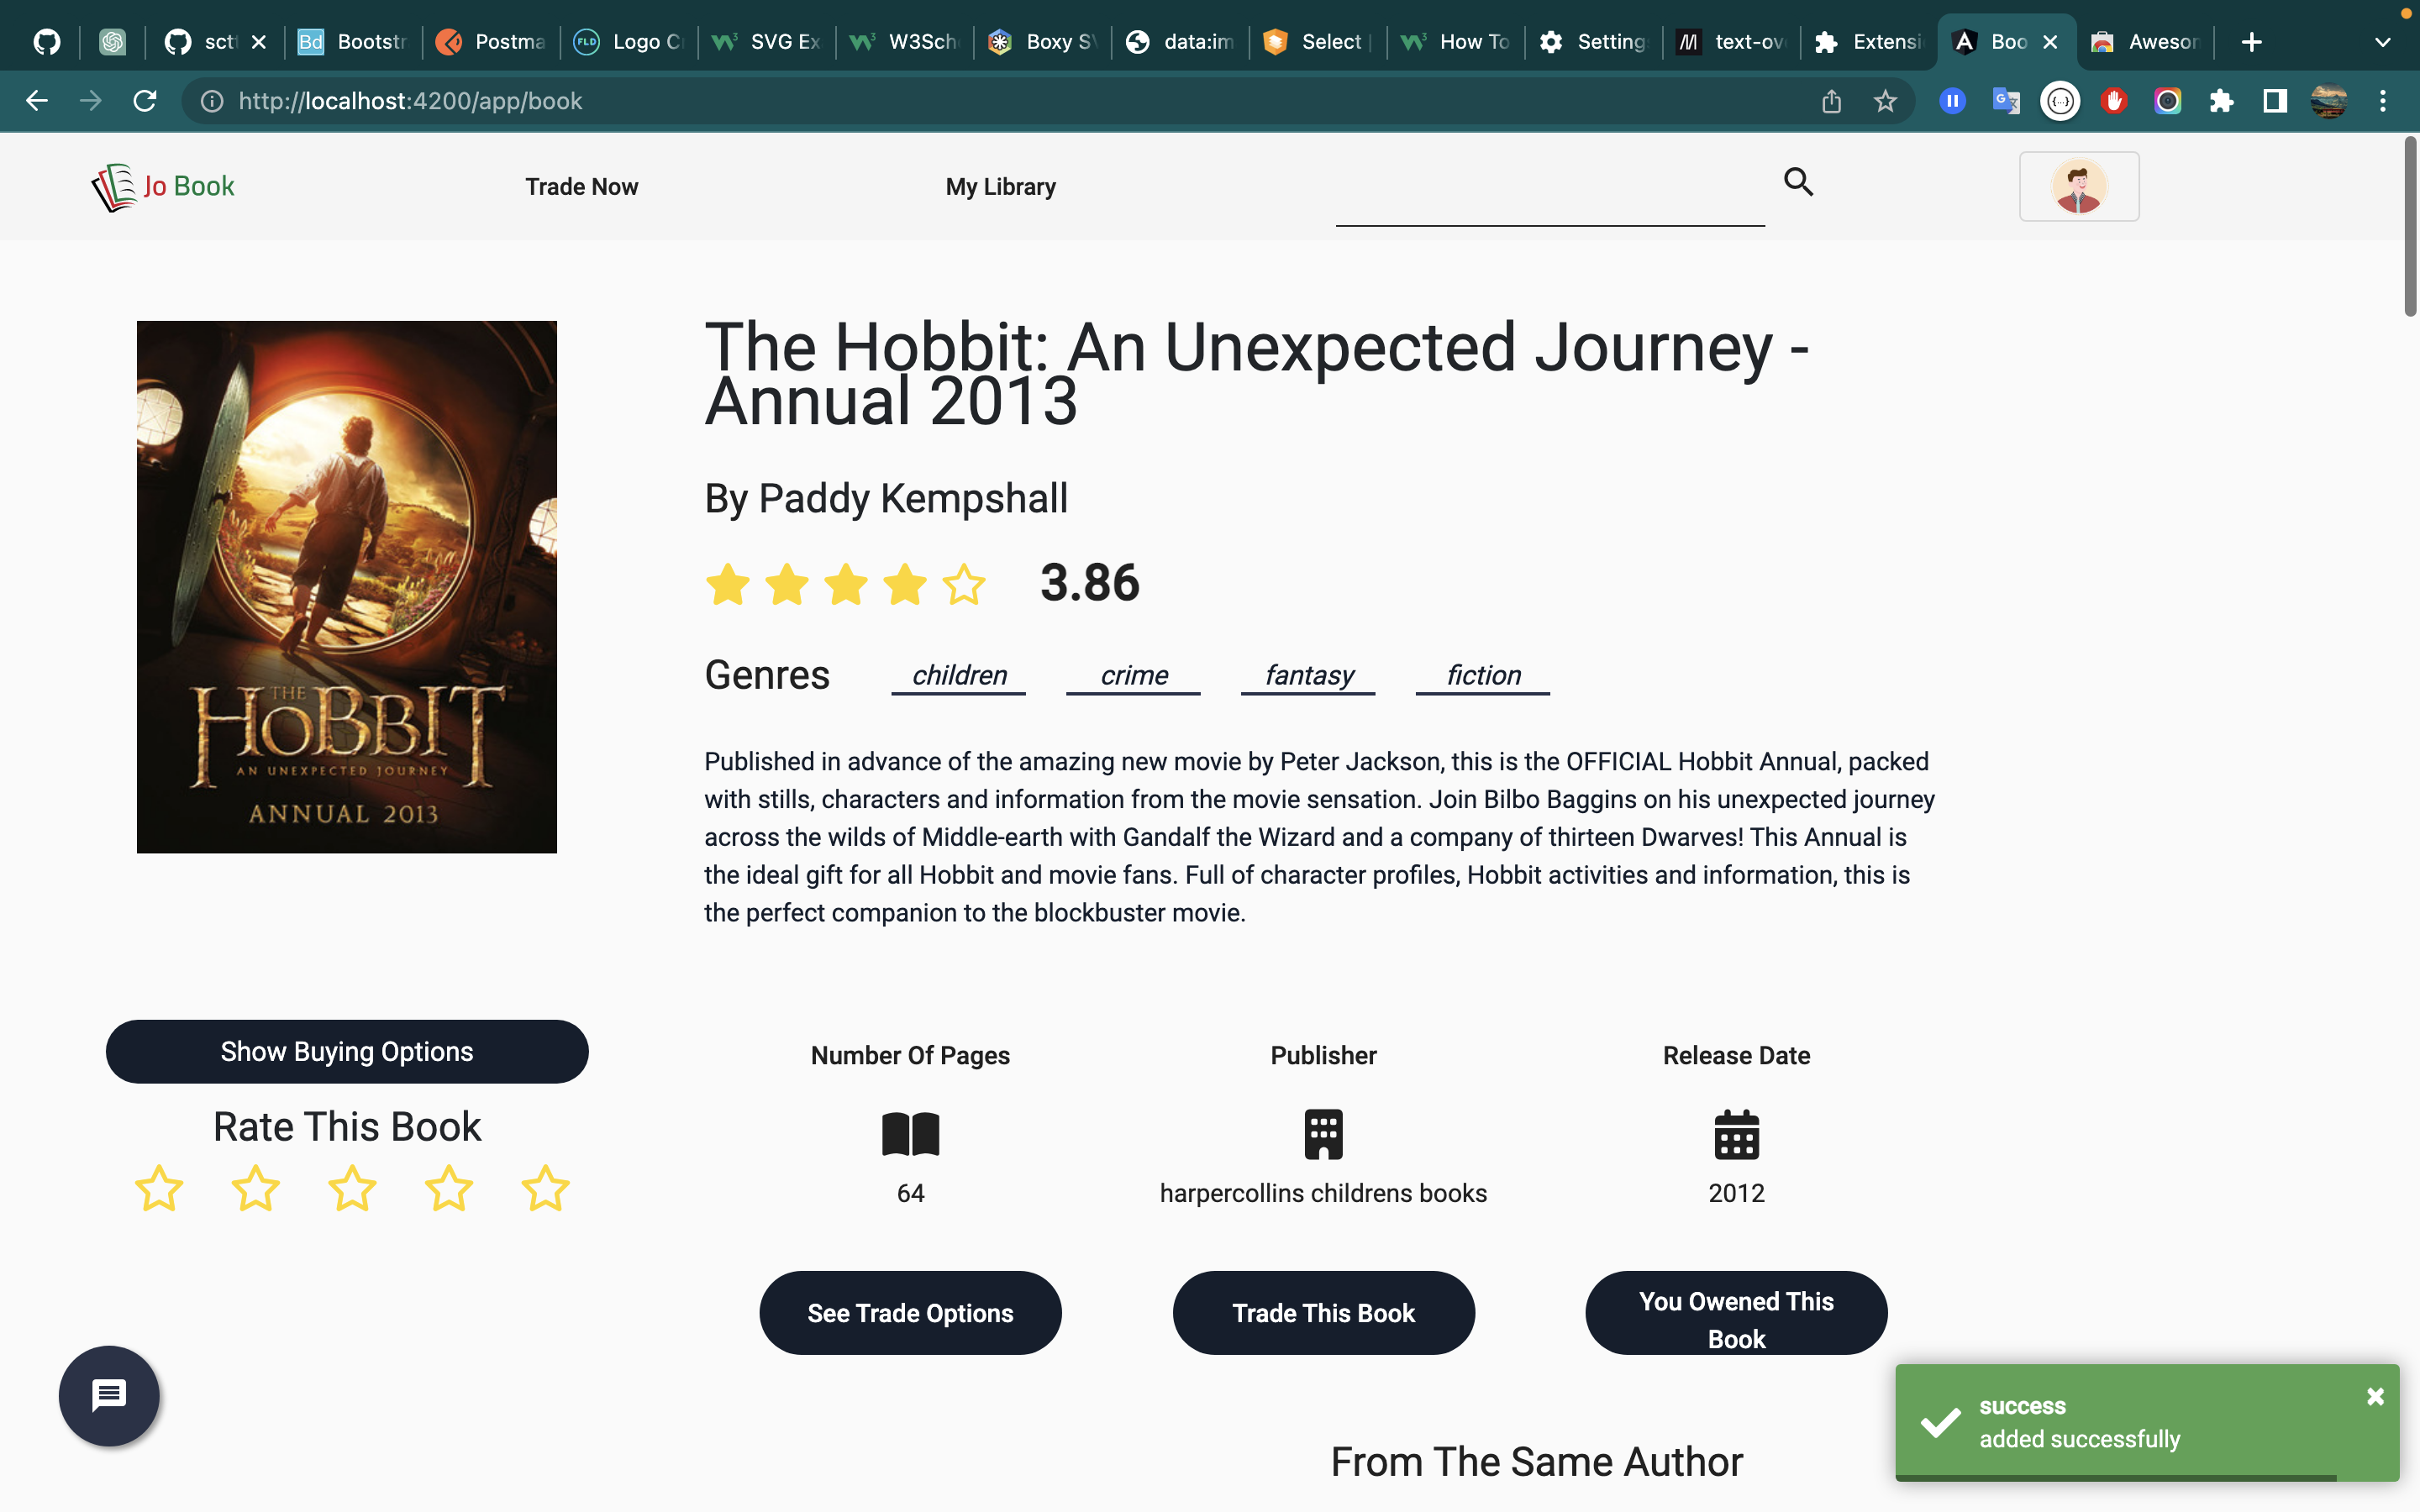 sct
Bd Bootstr
Postma
FLD Logo C
SVG Ex
W3Sch
Boxy S
data:im
Select
How To
Setting
text-ov
Extensi
Boo
Aweson
http://localhost:4200/app/book
Jo Book
Trade Now
My Library
The Hobbit: An Unexpected Journey -
Annual 2013
By Paddy Kempshall
3.86
Genres
children
crime
fantasy
fiction
THE
HOBBIT
AN UNEXPECTED JOURNEY
ANNUAL 2013
Published in advance of the amazing new movie by Peter Jackson, this is the OFFICIAL Hobbit Annual, packed
with stills, characters and information from the movie sensation. Join Bilbo Baggins on his unexpected journey
across the wilds of Middle-earth with Gandalf the Wizard and a company of thirteen Dwarves! This Annual is
the ideal gift for all Hobbit and movie fans. Full of character profiles, Hobbit activities and information, this is
the perfect companion to the blockbuster movie.
Show Buying Options
Rate This Book
Number Of Pages
Publisher
Release Date
64
harpercollins childrens books
2012
See Trade Options
Trade This Book
You Owened This
Book
success
added successfully
From The Same Author